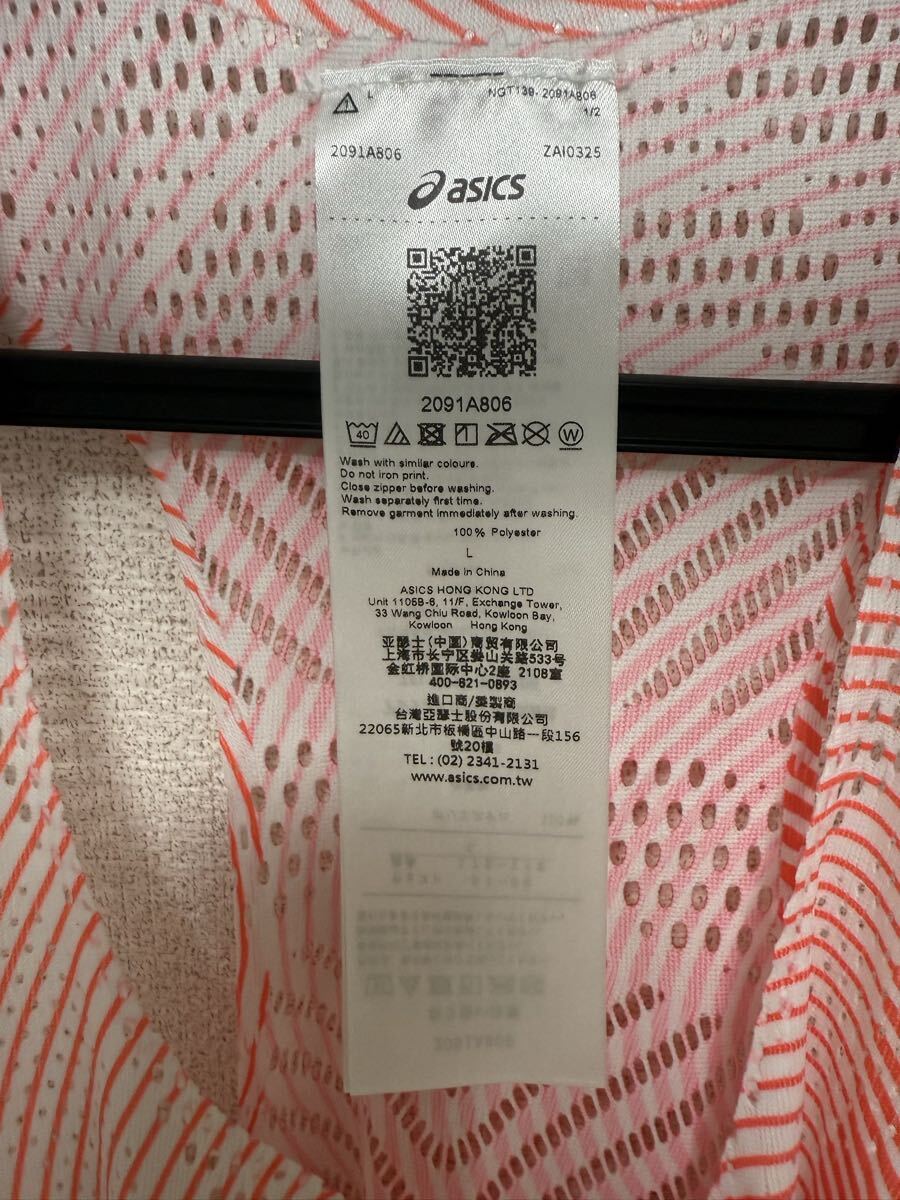 L
NGT139-2091A806
1/2
2091A806
ZAI0325
asics
2091A806
40
W
Wash with similar colours.
Do not iron print.
Close zipper before washing.
Wash separately first time.
Remove garment immediately after washing.
100% Polyester
L
Made in China
ASICS HONG KONG LTD
Unit 1105B-6, 11/F, Exchange Tower,
33 Wang Chiu Road, Kowloon Bay,
Kowloon Hong Kong
亚瑟士(中国)商贸有限公司
上海市长宁区娄山关路533号
金虹桥国际中心2座 2108室
400-821-0893
進口商/委製商
台灣亞瑟士股份有限公司
22065新北市板橋區中山路一段156
號20樓
TEL:(02) 2341-2131
www.asics.com.tw